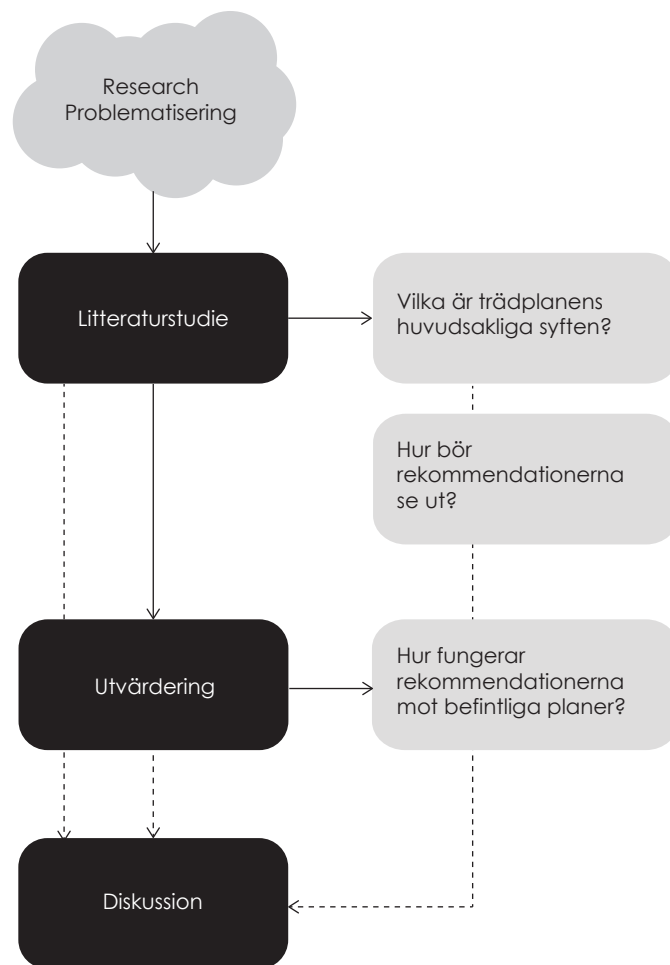 Research
Problematisering
Litteraturstudie
Vilka är trädplanens
huvudsakliga syften?
Hur bör
rekommendationerna
se ut?
Utvärdering
Hur fungerar
rekommendationerna
mot befintliga planer?
Diskussion